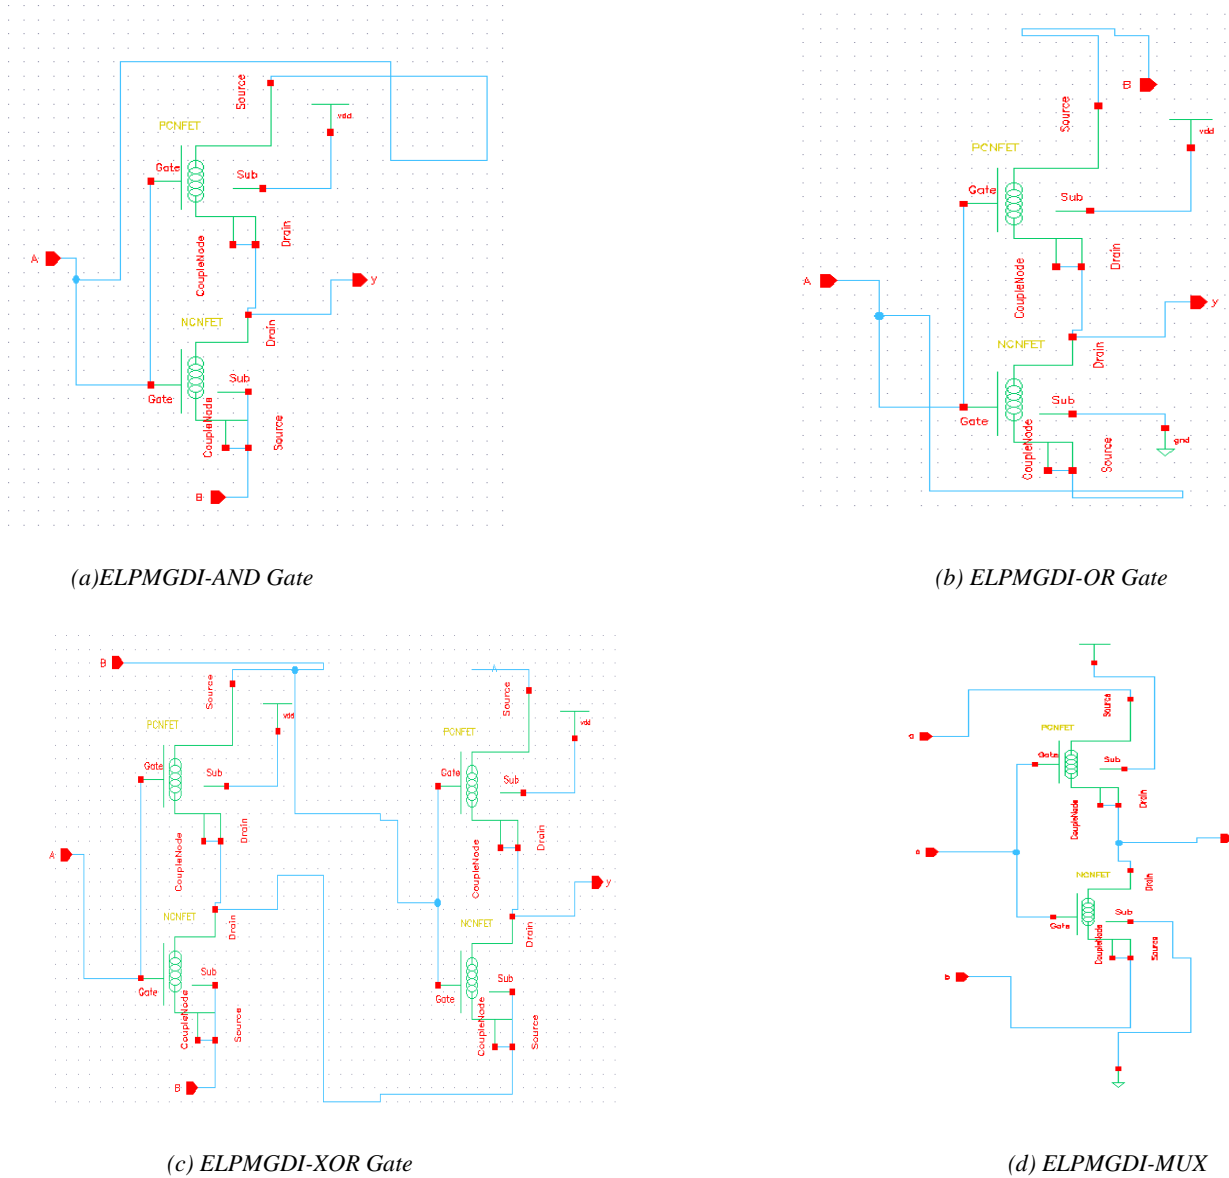 Source
vdd
PCNFET
Gate
Sub
Drain
CoupleNode
A
y
NCNFET
Drain
Sub
Gate
CoupleNode
Source
B
(a)ELPMGDI-AND Gate
B
Source
vdd
PCNFET
Gate
Sub
Drain
CoupleNode
A
y
NCNFET
Drain
Sub
Gate
CoupleNode
Source
gnd
(b) ELPMGDI-OR Gate
B
Source
vdd
PCNFET
Gate
Sub
Drain
CoupleNode
A
NCNFET
Drain
Sub
Gate
CoupleNode
Source
B
A
Source
vdd
PCNFET
Gate
Sub
Drain
CoupleNode
y
NCNFET
Drain
Sub
Gate
CoupleNode
Source
(c) ELPMGDI-XOR Gate
Source
PCNFET
Gate
Sub
Drain
CoupleNode
NCNFET
Drain
Sub
Gate
CoupleNode
Source
(d) ELPMGDI-MUX